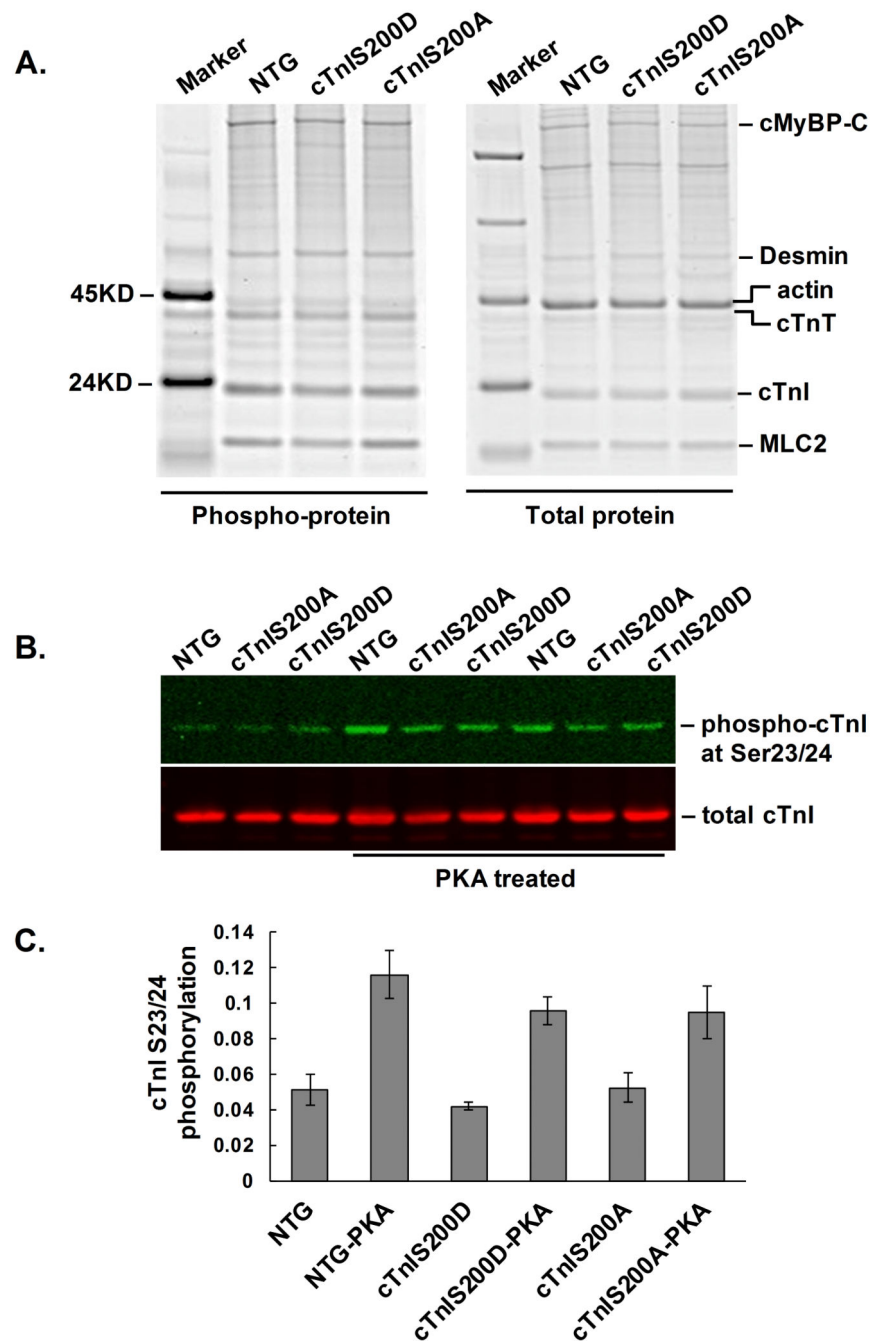 A.
Marker
NTG
cTnIS200D
cTnIS200A
Marker
NTG
cTnIS200D
cTnIS200A
cMyBP-C
Desmin
45KD
actin
cTnT
24KD
cTnI
MLC2
Phospho-protein
Total protein
B.
NTG
cTnIS200A
cTnIS200D
NTG
cTnIS200A
cTnIS200D
NTG
cTnIS200A
cTnIS200D
phospho-cTnI
at Ser23/24
total cTnI
PKA treated
C.
cTnI S23/24
phosphorylation
0.14
0.12
0.1
0.08
0.06
0.04
0.02
0
NTG
NTG-PKA
cTnIS200D
cTnIS200D-PKA
cTnIS200A
cTnIS200A-PKA